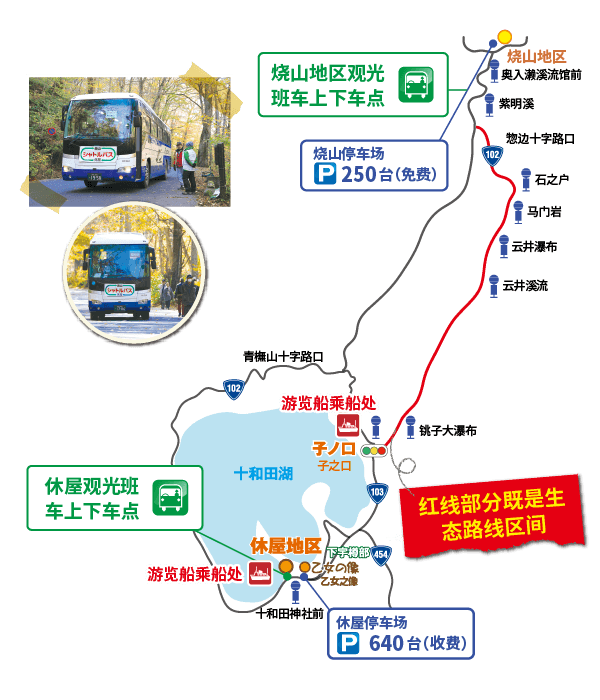 烧山地区观光
班车上下车点
烧山地区
奥入濑溪流馆前
紫明溪
惣边十字路口
102
烧山停车场
P 250台(免费)
石之户
马门岩
云井瀑布
云井溪流
シャトルバス
シャトルバス
青橅山十字路口
102
游览船乘船处
铫子大瀑布
子ノ口
子之口
十和田湖
103
红线部分既是生
态路线区间
休屋观光班
车上下车点
休屋地区
下宇樽部
454
游览船乘船处
乙女の像
乙女之像
十和田神社前
休屋停车场
P 640台(收费)